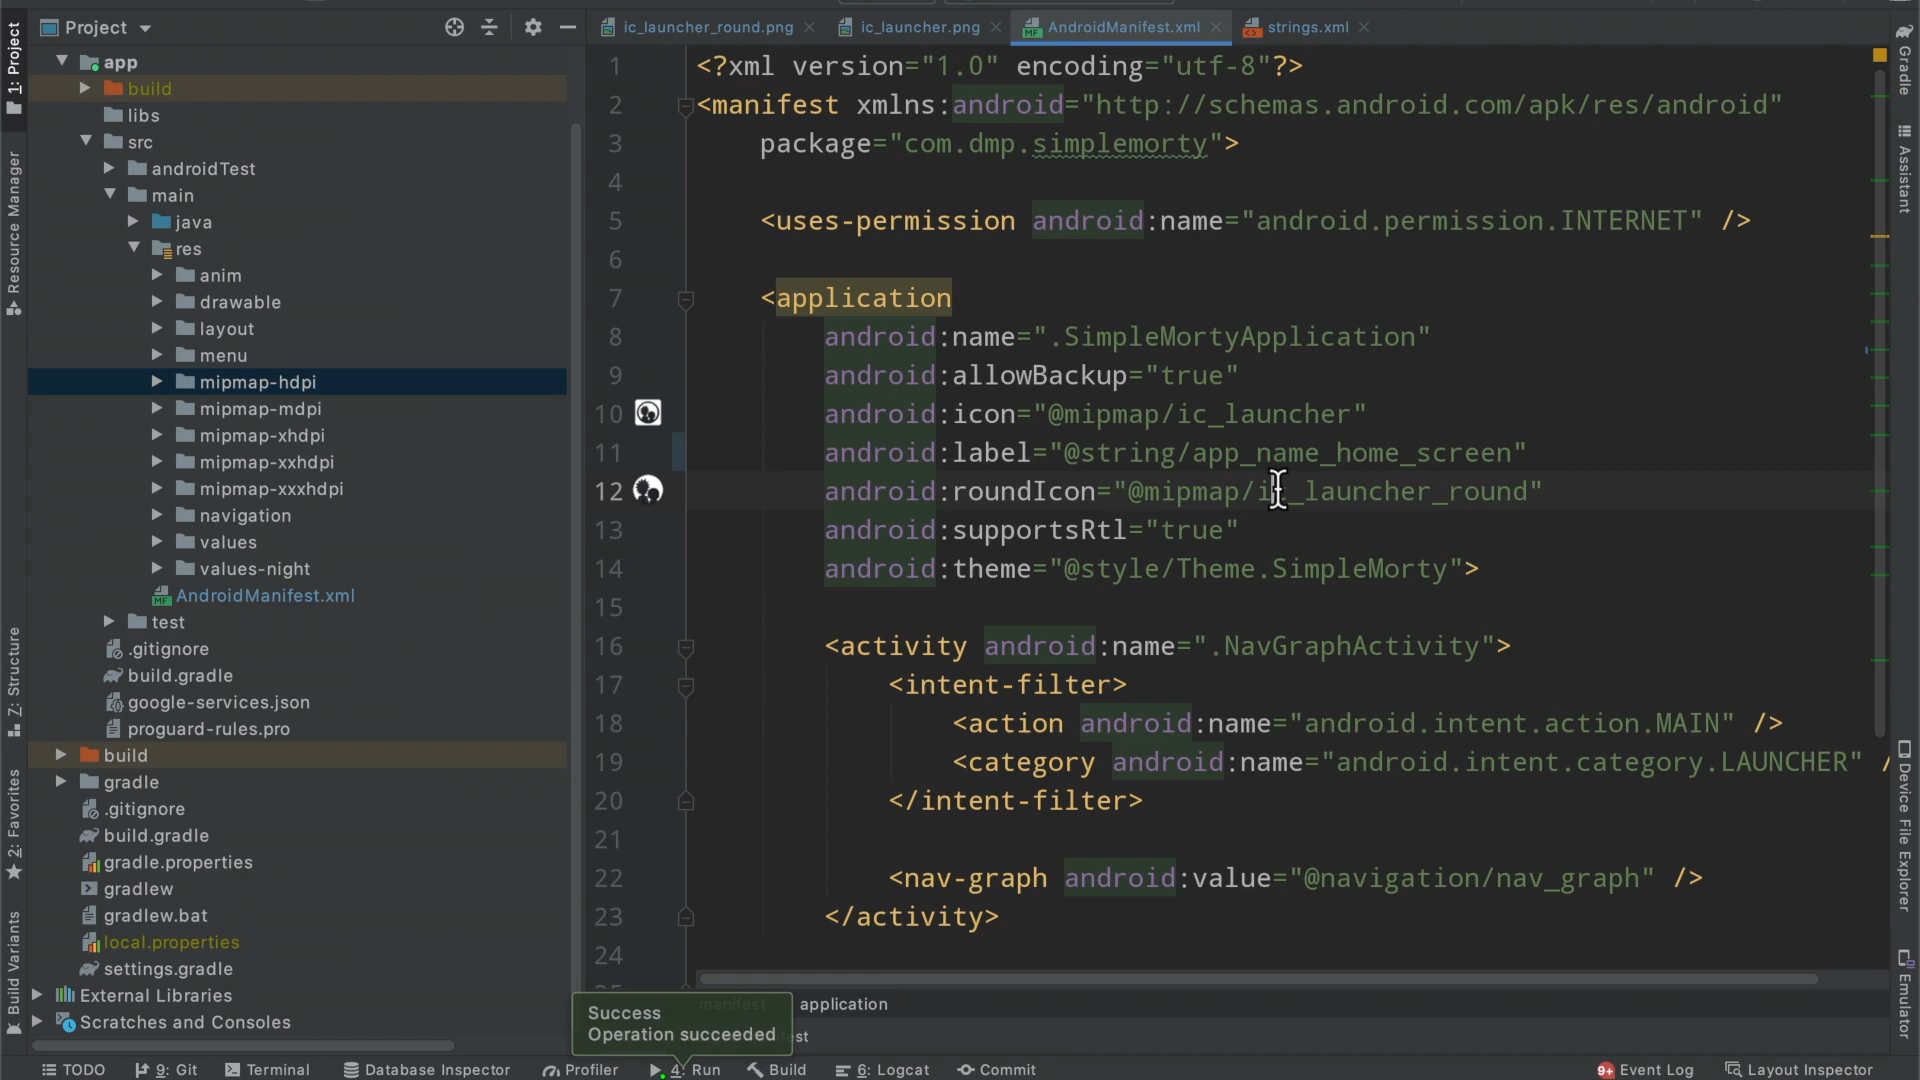 Project
ic_launcher_round.png
ic_launcher.png
AndroidManifest.xml
strings.xml
1: Project
Resource Manager
Z: Structure
2: Favorites
Build Variants
app
build
libs
src
androidTest
main
java
res
anim
drawable
layout
menu
mipmap-hdpi
mipmap-mdpi
mipmap-xhdpi
mipmap-xxhdpi
mipmap-xxxhdpi
navigation
values
values-night
AndroidManifest.xml
test
.gitignore
build.gradle
google-services.json
proguard-rules.pro
build
gradle
.gitignore
build.gradle
gradle.properties
gradlew
gradlew.bat
local.properties
settings.gradle
External Libraries
Scratches and Consoles
1 <?xml version="1.0" encoding="utf-8"?>
2 <manifest xmlns:android="http://schemas.android.com/apk/res/android"
3 package="com.dmp.simplemorty">
4
5 <uses-permission android:name="android.permission.INTERNET" />
6
7 <application
8 android:name=".SimpleMortyApplication"
9 android:allowBackup="true"
10 android:icon="@mipmap/ic_launcher"
11 android:label="@string/app_name_home_screen"
12 android:roundIcon="@mipmap/ic_launcher_round"
13 android:supportsRtl="true"
14 android:theme="@style/Theme.SimpleMorty">
15
16 <activity android:name=".NavGraphActivity">
17 <intent-filter>
18 <action android:name="android.intent.action.MAIN" />
19 <category android:name="android.intent.category.LAUNCHER" /
20 </intent-filter>
21
22 <nav-graph android:value="@navigation/nav_graph" />
23 </activity>
24
manifest application
Success
Operation succeeded
Gradle
Assistant
Device File Explorer
Emulator
TODO
9: Git
Terminal
Database Inspector
Profiler
4: Run
Build
6: Logcat
Commit
9+ Event Log
Layout Inspector